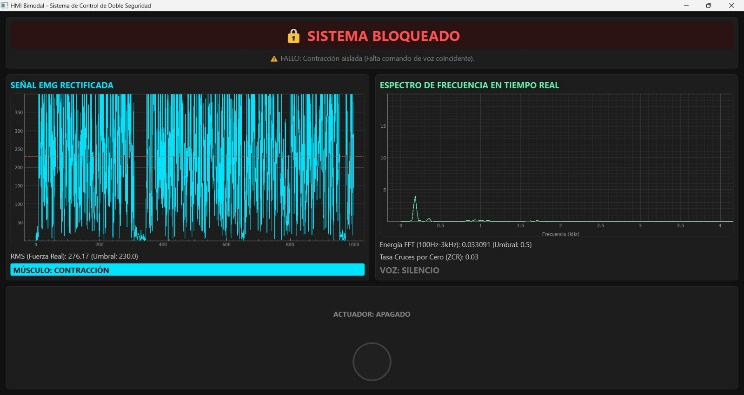 HMI Bimodal - Sistema de Control de Doble Seguridad
SISTEMA BLOQUEADO
FALLO: Contracción aislada (Falta comando de voz coincidente).
SEÑAL EMG RECTIFICADA
350
300
250
200
150
100
50
0
200
400
600
800
1000
RMS (Fuerza Real): 276.17 (Umbral: 230.0)
MÚSCULO: CONTRACCIÓN
ESPECTRO DE FRECUENCIA EN TIEMPO REAL
15
10
5
0
0.5
1
1.5
2
2.5
3
3.5
4
Frecuencia (kHz)
Energía FFT (100Hz-3kHz): 0.033091 (Umbral: 0.5)
Tasa Cruces por Cero (ZCR): 0.03
VOZ: SILENCIO
ACTUADOR: APAGADO